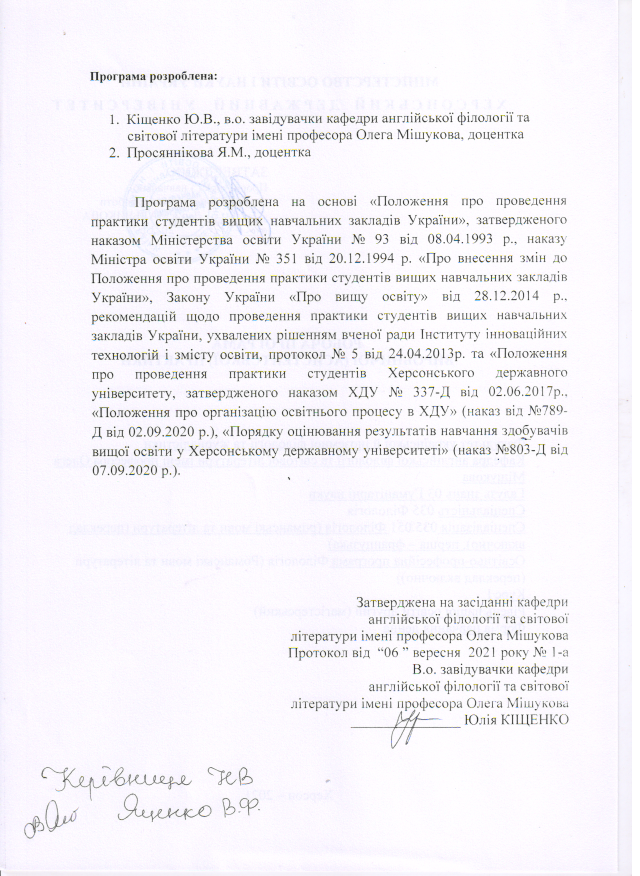 Програма розроблена:
1. Кіщенко Ю.В., в.о. завідувачки кафедри англійської філології та
світової літератури імені професора Олега Мішукова, доцентка
2. Просяннікова Я.М., доцентка
Програма розроблена на основі «Положення про проведення
практики студентів вищих навчальних закладів України», затвердженого
наказом Міністерства освіти України № 93 від 08.04.1993 р., наказу
Міністра освіти України № 351 від 20.12.1994 р. «Про внесення змін до
Положення про проведення практики студентів вищих навчальних закладів
України», Закону України «Про вищу освіту» від 28.12.2014 р.,
рекомендацій щодо проведення практики студентів вищих навчальних
закладів України, ухвалених рішенням вченої ради Інституту інноваційних
технологій і змісту освіти, протокол № 5 від 24.04.2013р. та «Положення
про проведення практики студентів Херсонського державного
університету, затвердженого наказом ХДУ № 337-Д від 02.06.2017р.,
«Положення про організацію освітнього процесу в ХДУ» (наказ від №789-
Д від 02.09.2020 р.), «Порядку оцінювання результатів навчання здобувачів
вищої освіти у Херсонському державному університеті» (наказ №803-Д від
07.09.2020 р.).
Затверджена на засіданні кафедри
англійської філології та світової
літератури імені професора Олега Мішукова
Протокол від “06 ” вересня 2021 року № 1-а
В.о. завідувачки кафедри
англійської філології та світової
літератури імені професора Олега Мішукова
Юлія КІЩЕНКО
Керівниця НВ
Яценко В.Ф.